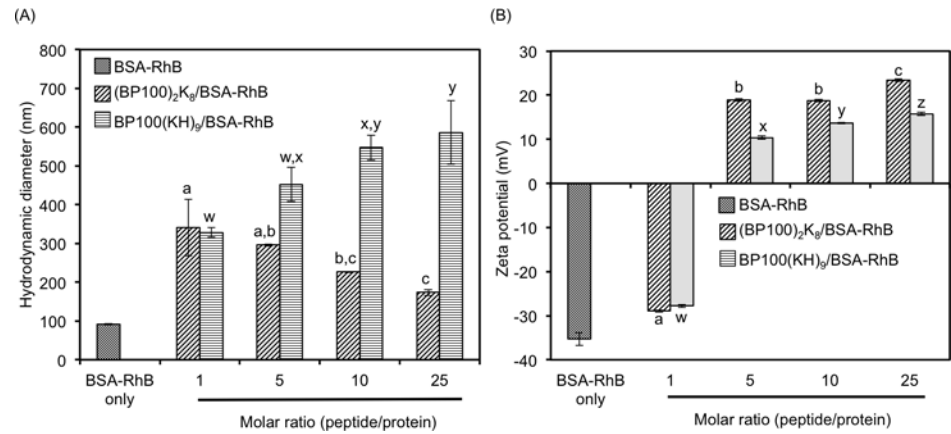 (A)
Hydrodynamic diameter (nm)
800
700
600
500
400
300
200
100
0
BSA-RhB
(BP100)₂K₈/BSA-RhB
BP100(KH)₉/BSA-RhB
a
w
a,b
w,x
b,c
x,y
c
y
BSA-RhB
only
1
5
10
25
Molar ratio (peptide/protein)
(B)
Zeta potential (mV)
30
20
10
0
-10
-20
-30
-40
b
x
b
y
c
z
a
w
BSA-RhB
(BP100)₂K₈/BSA-RhB
BP100(KH)₉/BSA-RhB
BSA-RhB
only
1
5
10
25
Molar ratio (peptide/protein)